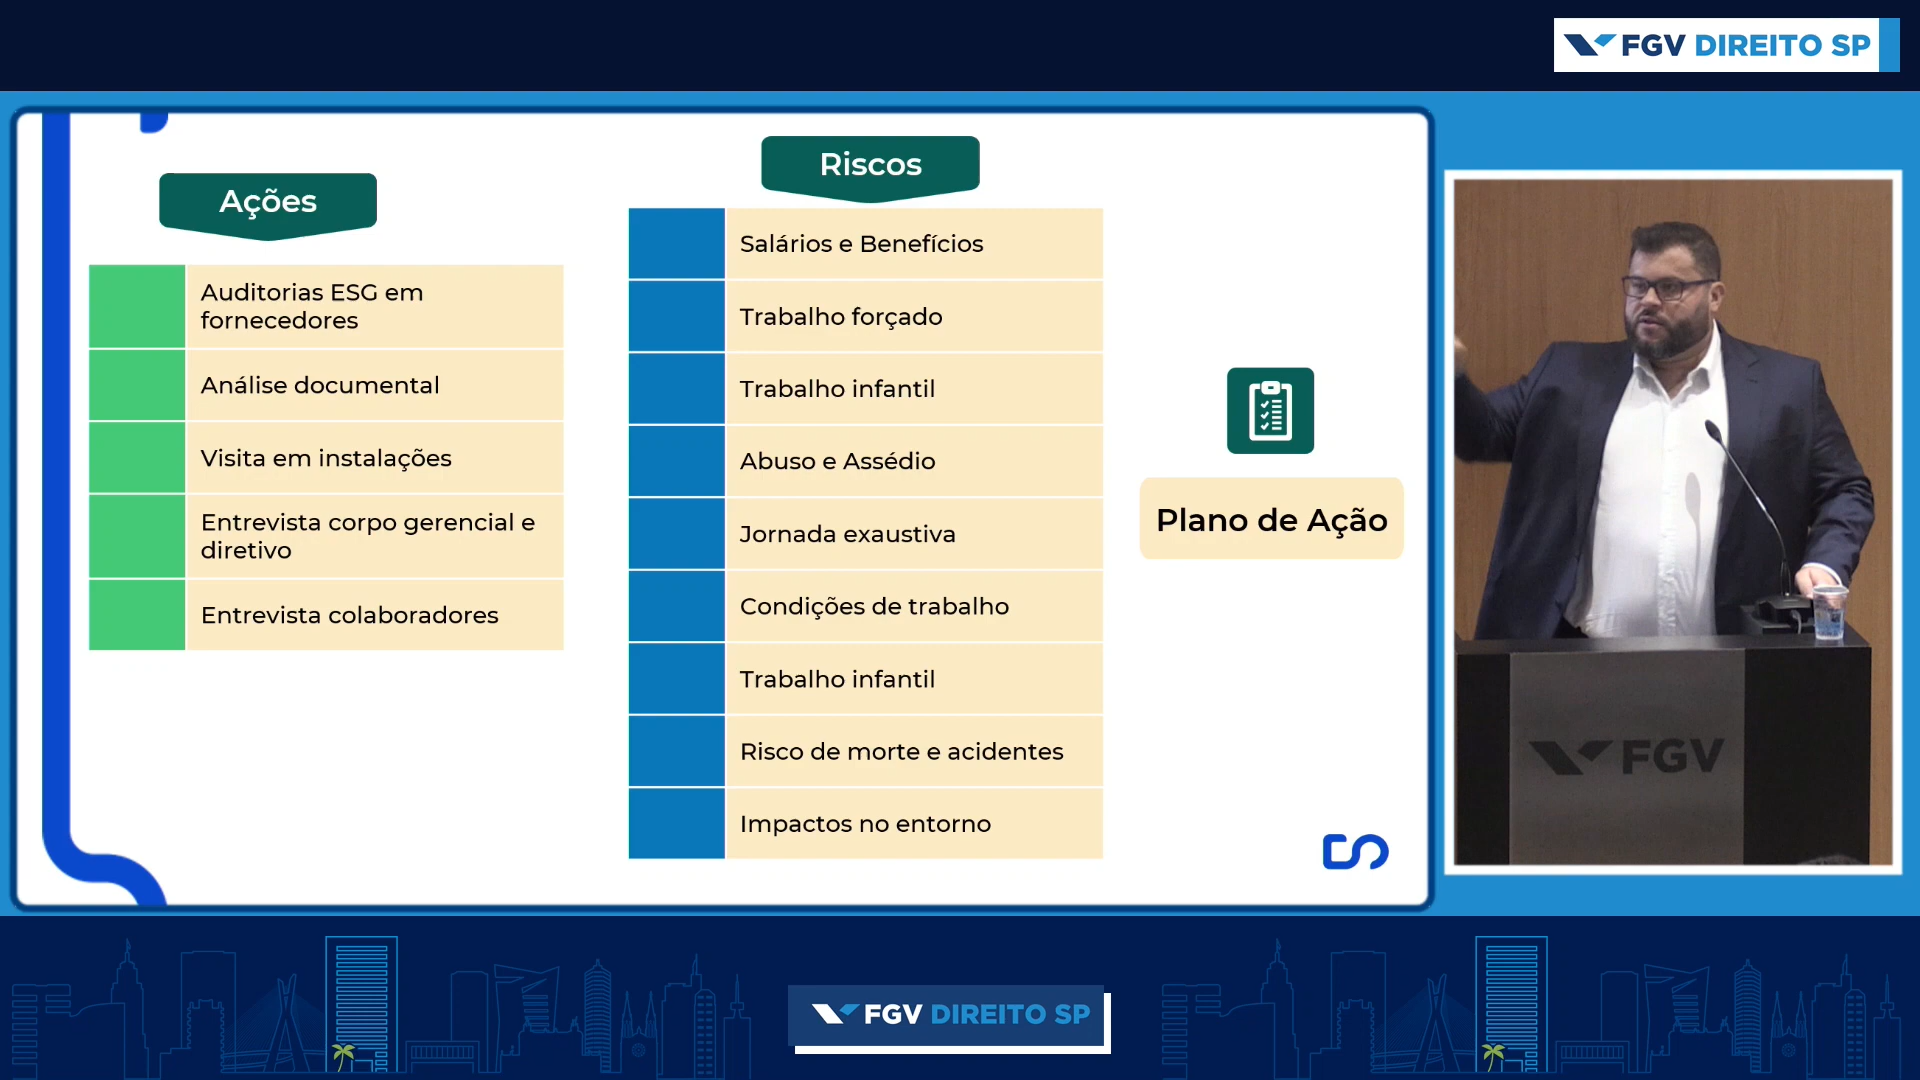 FGV DIREITO SP
Ações
Auditorias ESG em
fornecedores
Análise documental
Visita em instalações
Entrevista corpo gerencial e
diretivo
Entrevista colaboradores
Riscos
Salários e Benefícios
Trabalho forçado
Trabalho infantil
Abuso e Assédio
Jornada exaustiva
Condições de trabalho
Trabalho infantil
Risco de morte e acidentes
Impactos no entorno
Plano de Ação
FGV
FGV DIREITO SP